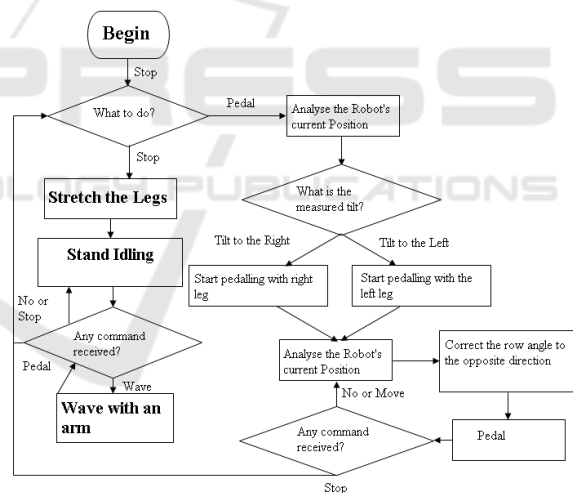 Begin
Stop
What to do?
Pedal
Analyse the Robot's
current Position
Stop
Stretch the Legs
Stand Idling
No or
Stop
Any command
received?
Pedal
Wave
Wave with an
arm
What is the
measured tilt?
Tilt to the Right
Tilt to the Left
Start pedalling with right
leg
Start pedalling with the
left leg
Analyse the Robot's
current Position
Correct the row angle to
the opposite direction
No or Move
Any command
received?
Pedal
Stop
PRESS
OLOGY PUBLICATIONS